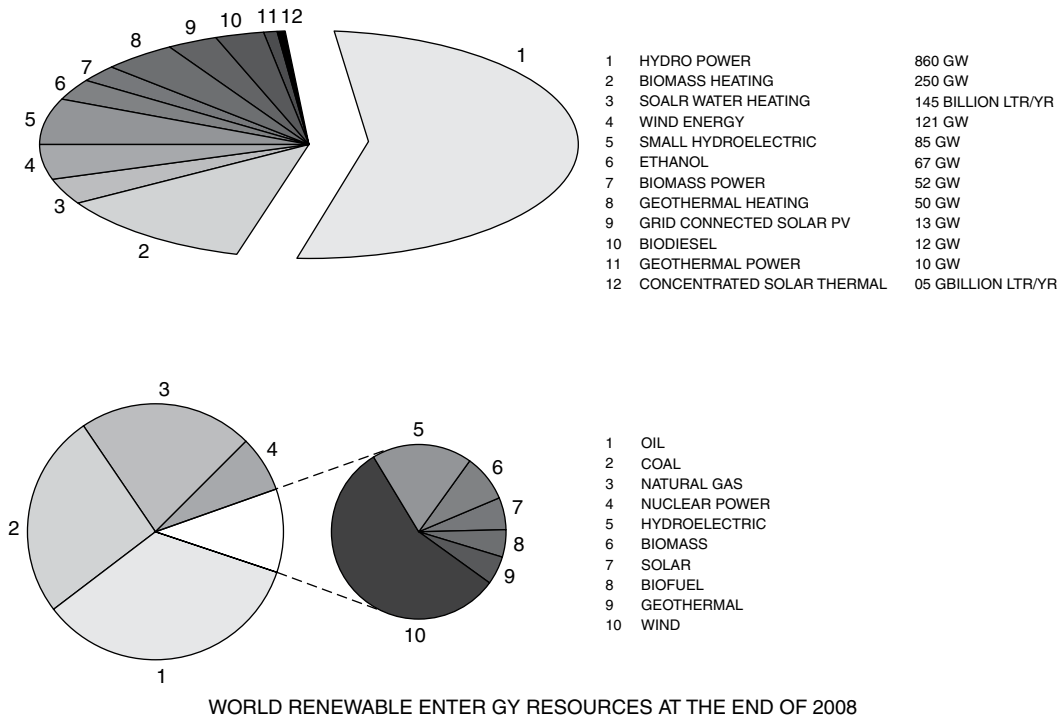 9 10 11 12
8
7
6
5
4
3
2
1
1 HYDRO POWER 860 GW
2 BIOMASS HEATING 250 GW
3 SOALR WATER HEATING 145 BILLION LTR/YR
4 WIND ENERGY 121 GW
5 SMALL HYDROELECTRIC 85 GW
6 ETHANOL 67 GW
7 BIOMASS POWER 52 GW
8 GEOTHERMAL HEATING 50 GW
9 GRID CONNECTED SOLAR PV 13 GW
10 BIODIESEL 12 GW
11 GEOTHERMAL POWER 10 GW
12 CONCENTRATED SOLAR THERMAL 05 GBILLION LTR/YR
3
4
2
1
5
6
7
8
9
10
1 OIL
2 COAL
3 NATURAL GAS
4 NUCLEAR POWER
5 HYDROELECTRIC
6 BIOMASS
7 SOLAR
8 BIOFUEL
9 GEOTHERMAL
10 WIND
WORLD RENEWABLE ENTER GY RESOURCES AT THE END OF 2008